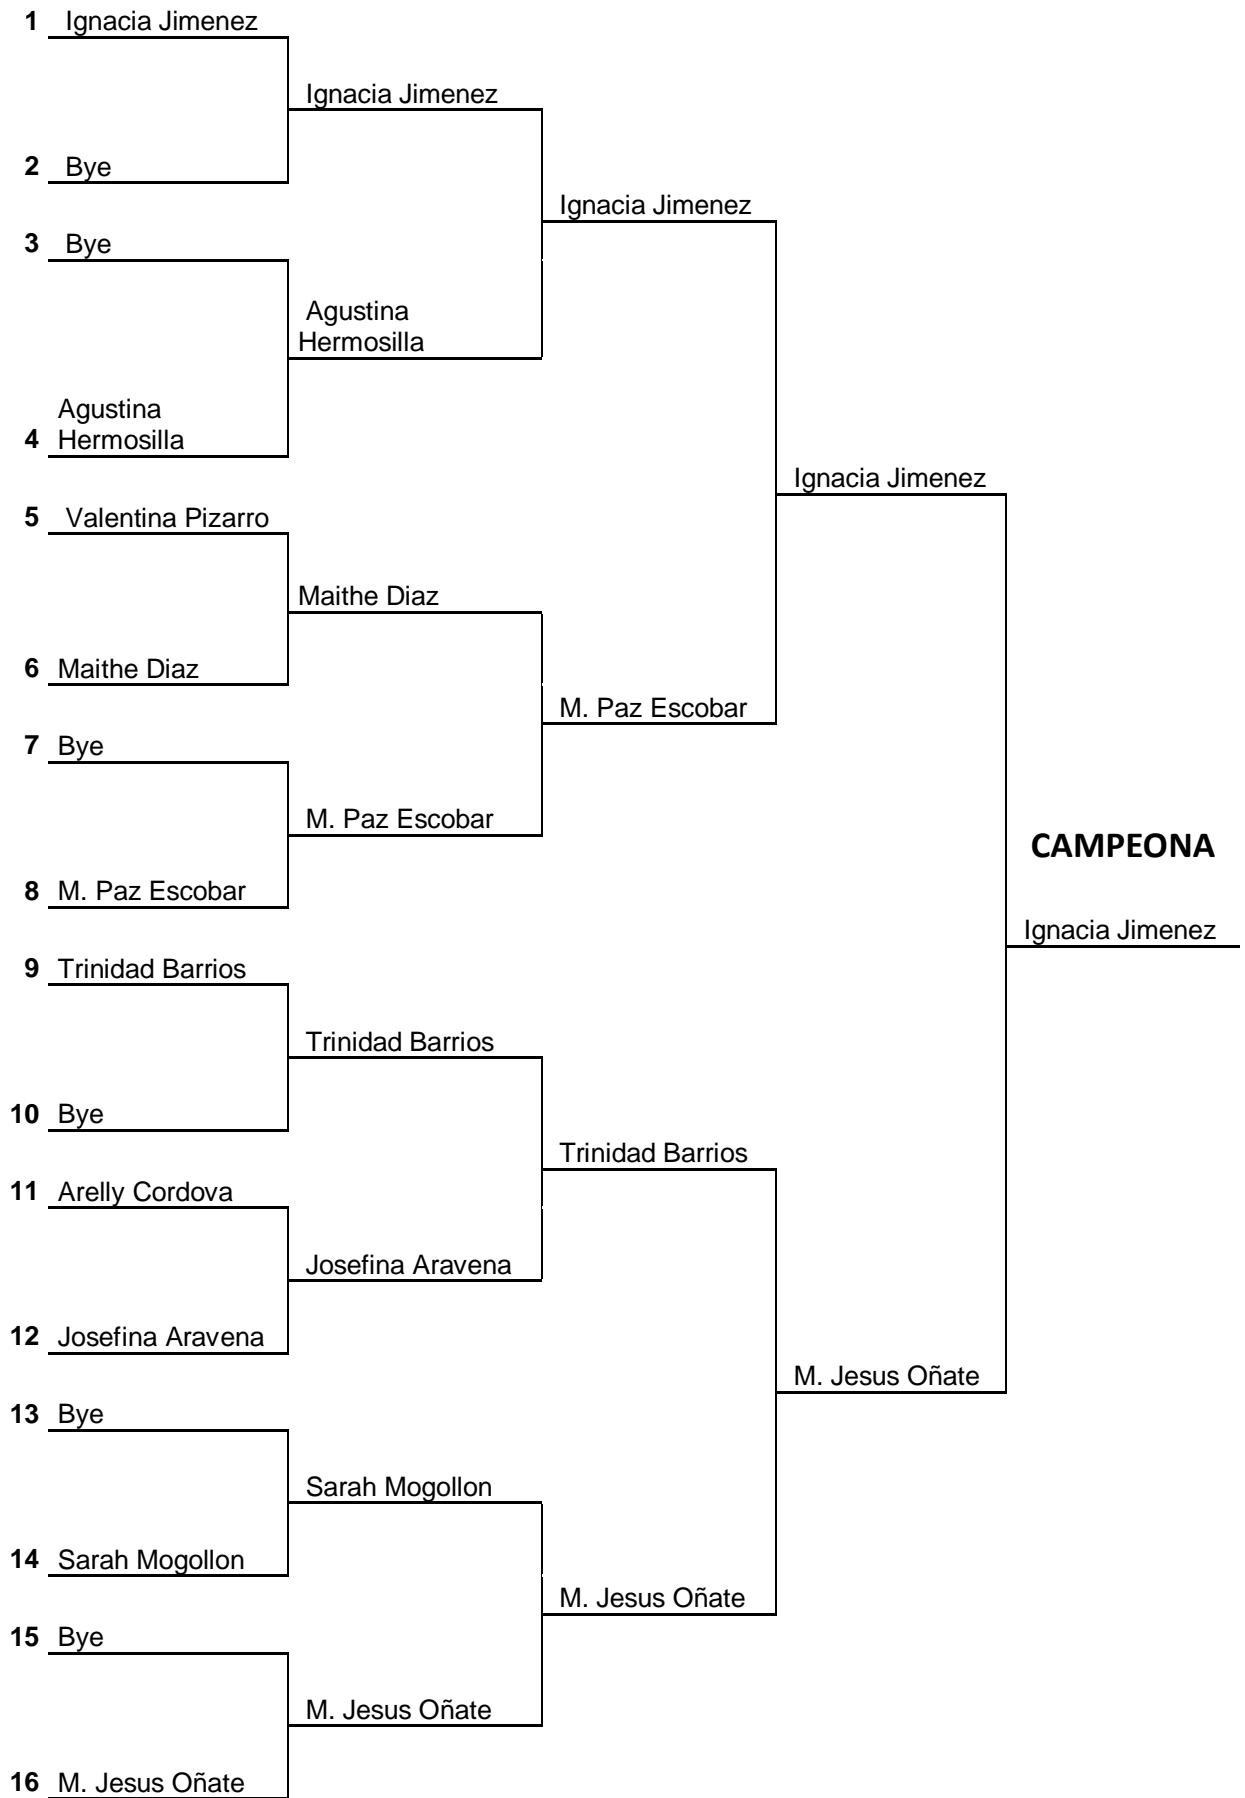 1 Ignacia Jimenez
Ignacia Jimenez
2 Bye
Ignacia Jimenez
3 Bye
Agustina
Hermosilla
Agustina
4 Hermosilla
Ignacia Jimenez
5 Valentina Pizarro
Maithe Diaz
6 Maithe Diaz
M. Paz Escobar
7 Bye
M. Paz Escobar
CAMPEONA
8 M. Paz Escobar
Ignacia Jimenez
9 Trinidad Barrios
Trinidad Barrios
10 Bye
Trinidad Barrios
11 Arelly Cordova
Josefina Aravena
12 Josefina Aravena
M. Jesus Oñate
13 Bye
Sarah Mogollon
14 Sarah Mogollon
M. Jesus Oñate
15 Bye
M. Jesus Oñate
16 M. Jesus Oñate